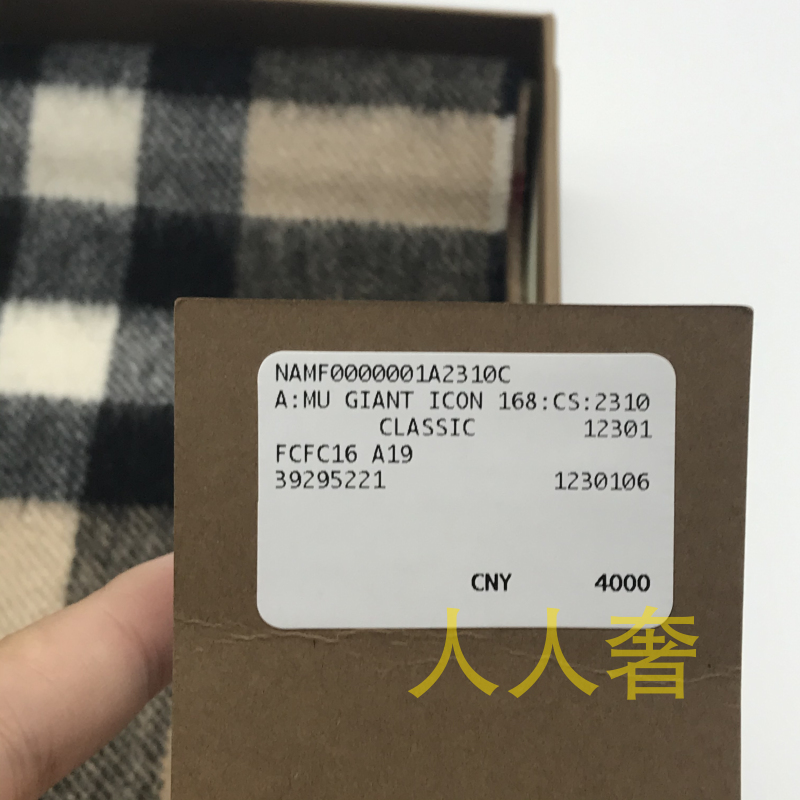 NAMF0000001A2310C
A:MU GIANT ICON 168:CS:2310
CLASSIC 12301
FCFC16 A19
39295221 1230106
CNY 4000
人人奢